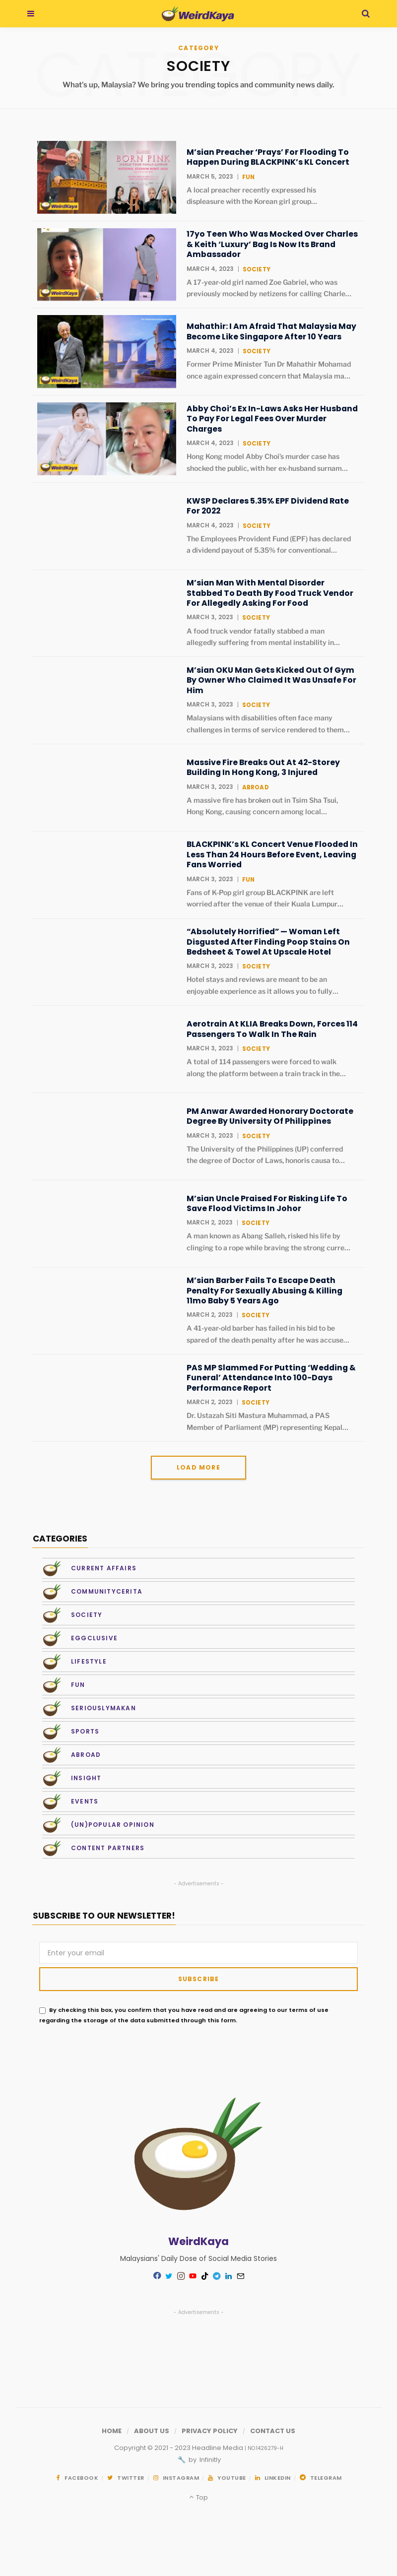 WeirdKaya
CATEGORY
CATEGORY
SOCIETY
What's up, Malaysia? We bring you trending topics and community news daily.
BORN PINK
WeirdKaya
M'sian Preacher 'Prays' For Flooding To
Happen During BLACKPINK's KL Concert
MARCH 5, 2023 | FUN
A local preacher recently expressed his
displeasure with the Korean girl group...
WeirdKaya
17yo Teen Who Was Mocked Over Charles
& Keith 'Luxury' Bag Is Now Its Brand
Ambassador
MARCH 4, 2023 | SOCIETY
A 17-year-old girl named Zoe Gabriel, who was
previously mocked by netizens for calling Charle...
WeirdKaya
Mahathir: I Am Afraid That Malaysia May
Become Like Singapore After 10 Years
MARCH 4, 2023 | SOCIETY
Former Prime Minister Tun Dr Mahathir Mohamad
once again expressed concern that Malaysia ma...
WeirdKaya
Abby Choi's Ex In-Laws Asks Her Husband
To Pay For Legal Fees Over Murder
Charges
MARCH 4, 2023 | SOCIETY
Hong Kong model Abby Choi's murder case has
shocked the public, with her ex-husband surnam...
KWSP Declares 5.35% EPF Dividend Rate
For 2022
MARCH 4, 2023 | SOCIETY
The Employees Provident Fund (EPF) has declared
a dividend payout of 5.35% for conventional...
M'sian Man With Mental Disorder
Stabbed To Death By Food Truck Vendor
For Allegedly Asking For Food
MARCH 3, 2023 | SOCIETY
A food truck vendor fatally stabbed a man
allegedly suffering from mental instability in...
M'sian OKU Man Gets Kicked Out Of Gym
By Owner Who Claimed It Was Unsafe For
Him
MARCH 3, 2023 | SOCIETY
Malaysians with disabilities often face many
challenges in terms of service rendered to them...
Massive Fire Breaks Out At 42-Storey
Building In Hong Kong, 3 Injured
MARCH 3, 2023 | ABROAD
A massive fire has broken out in Tsim Sha Tsui,
Hong Kong, causing concern among local...
BLACKPINK's KL Concert Venue Flooded In
Less Than 24 Hours Before Event, Leaving
Fans Worried
MARCH 3, 2023 | FUN
Fans of K-Pop girl group BLACKPINK are left
worried after the venue of their Kuala Lumpur...
"Absolutely Horrified" — Woman Left
Disgusted After Finding Poop Stains On
Bedsheet & Towel At Upscale Hotel
MARCH 3, 2023 | SOCIETY
Hotel stays and reviews are meant to be an
enjoyable experience as it allows you to fully...
Aerotrain At KLIA Breaks Down, Forces 114
Passengers To Walk In The Rain
MARCH 3, 2023 | SOCIETY
A total of 114 passengers were forced to walk
along the platform between a train track in the...
PM Anwar Awarded Honorary Doctorate
Degree By University Of Philippines
MARCH 3, 2023 | SOCIETY
The University of the Philippines (UP) conferred
the degree of Doctor of Laws, honoris causa to...
M'sian Uncle Praised For Risking Life To
Save Flood Victims In Johor
MARCH 2, 2023 | SOCIETY
A man known as Abang Salleh, risked his life by
clinging to a rope while braving the strong curre...
M'sian Barber Fails To Escape Death
Penalty For Sexually Abusing & Killing
11mo Baby 5 Years Ago
MARCH 2, 2023 | SOCIETY
A 41-year-old barber has failed in his bid to be
spared of the death penalty after he was accuse...
PAS MP Slammed For Putting 'Wedding &
Funeral' Attendance Into 100-Days
Performance Report
MARCH 2, 2023 | SOCIETY
Dr. Ustazah Siti Mastura Muhammad, a PAS
Member of Parliament (MP) representing Kepal...
LOAD MORE
CATEGORIES
CURRENT AFFAIRS
COMMUNITYCERITA
SOCIETY
EGGCLUSIVE
LIFESTYLE
FUN
SERIOUSLYMAKAN
SPORTS
ABROAD
INSIGHT
EVENTS
(UN)POPULAR OPINION
CONTENT PARTNERS
- Advertisements -
SUBSCRIBE TO OUR NEWSLETTER!
Enter your email
SUBSCRIBE
By checking this box, you confirm that you have read and are agreeing to our terms of use
regarding the storage of the data submitted through this form.
WeirdKaya
Malaysians' Daily Dose of Social Media Stories
- Advertisements -
HOME / ABOUT US / PRIVACY POLICY / CONTACT US
Copyright © 2021 - 2023 Headline Media | NO.1426279-H
by Infinitly
FACEBOOK TWITTER INSTAGRAM YOUTUBE LINKEDIN TELEGRAM
Top